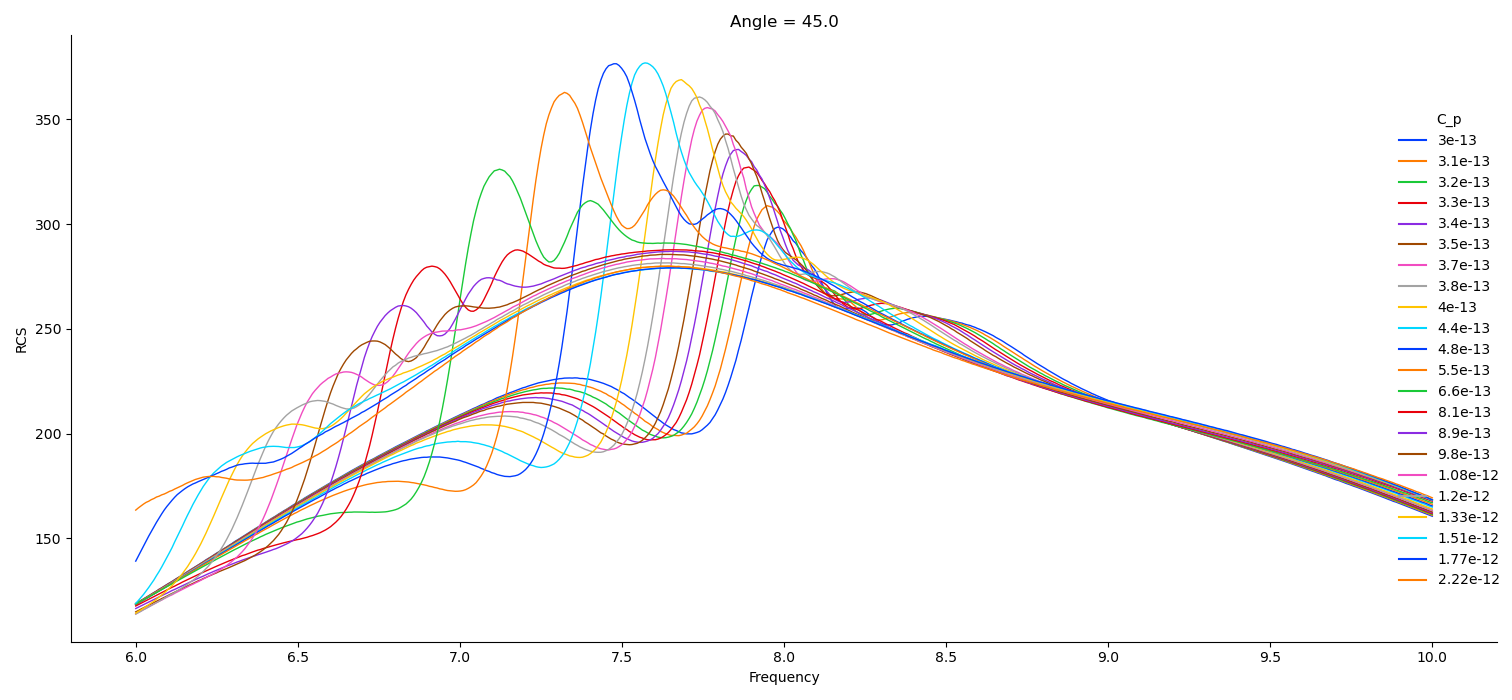 Angle = 45.0
RCS
350
300
250
200
150
6.0 6.5 7.0 7.5 8.0 8.5 9.0 9.5 10.0
Frequency
C_p
3e-13
3.1e-13
3.2e-13
3.3e-13
3.4e-13
3.5e-13
3.7e-13
3.8e-13
4e-13
4.4e-13
4.8e-13
5.5e-13
6.6e-13
8.1e-13
8.9e-13
9.8e-13
1.08e-12
1.2e-12
1.33e-12
1.51e-12
1.77e-12
2.22e-12